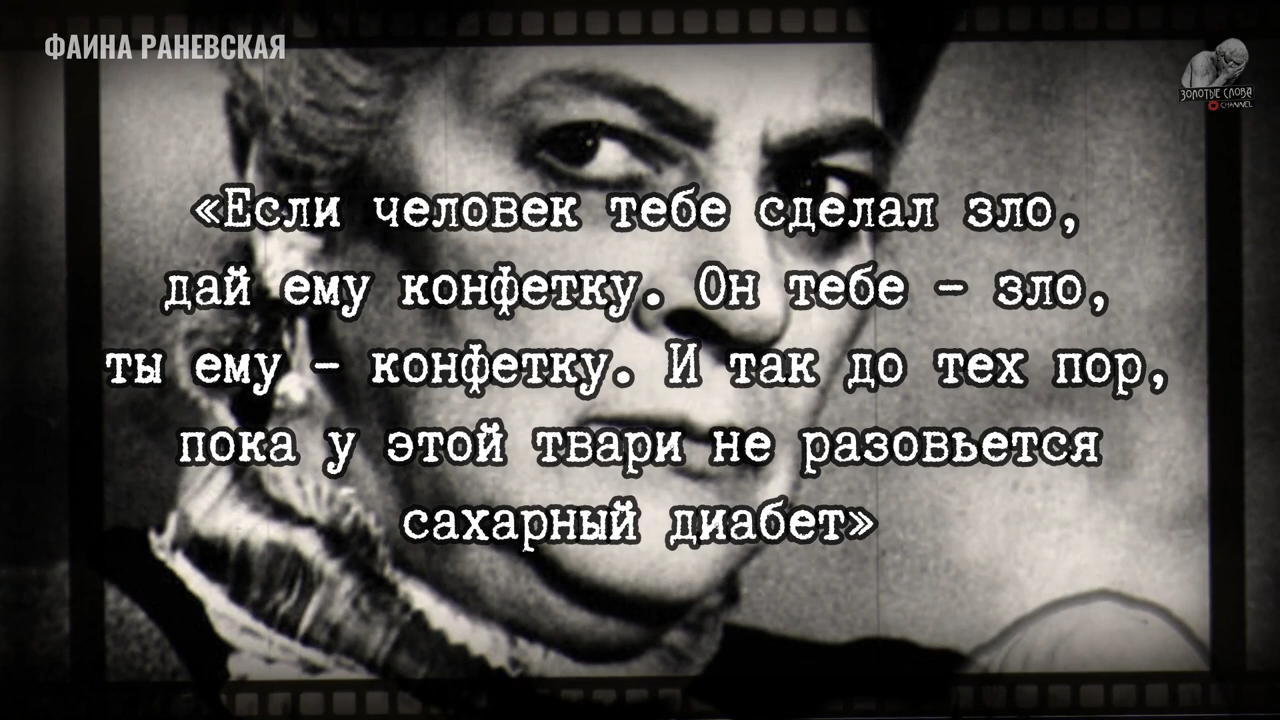 ФАИНА РАНЕВСКАЯ
ЗОЛОТЫЕ СЛОВА
CHANNEL
«Если человек тебе сделал зло,
дай ему конфетку. Он тебе - зло,
ты ему - конфетку. И так до тех пор,
пока у этой твари не разовьется
сахарный диабет»